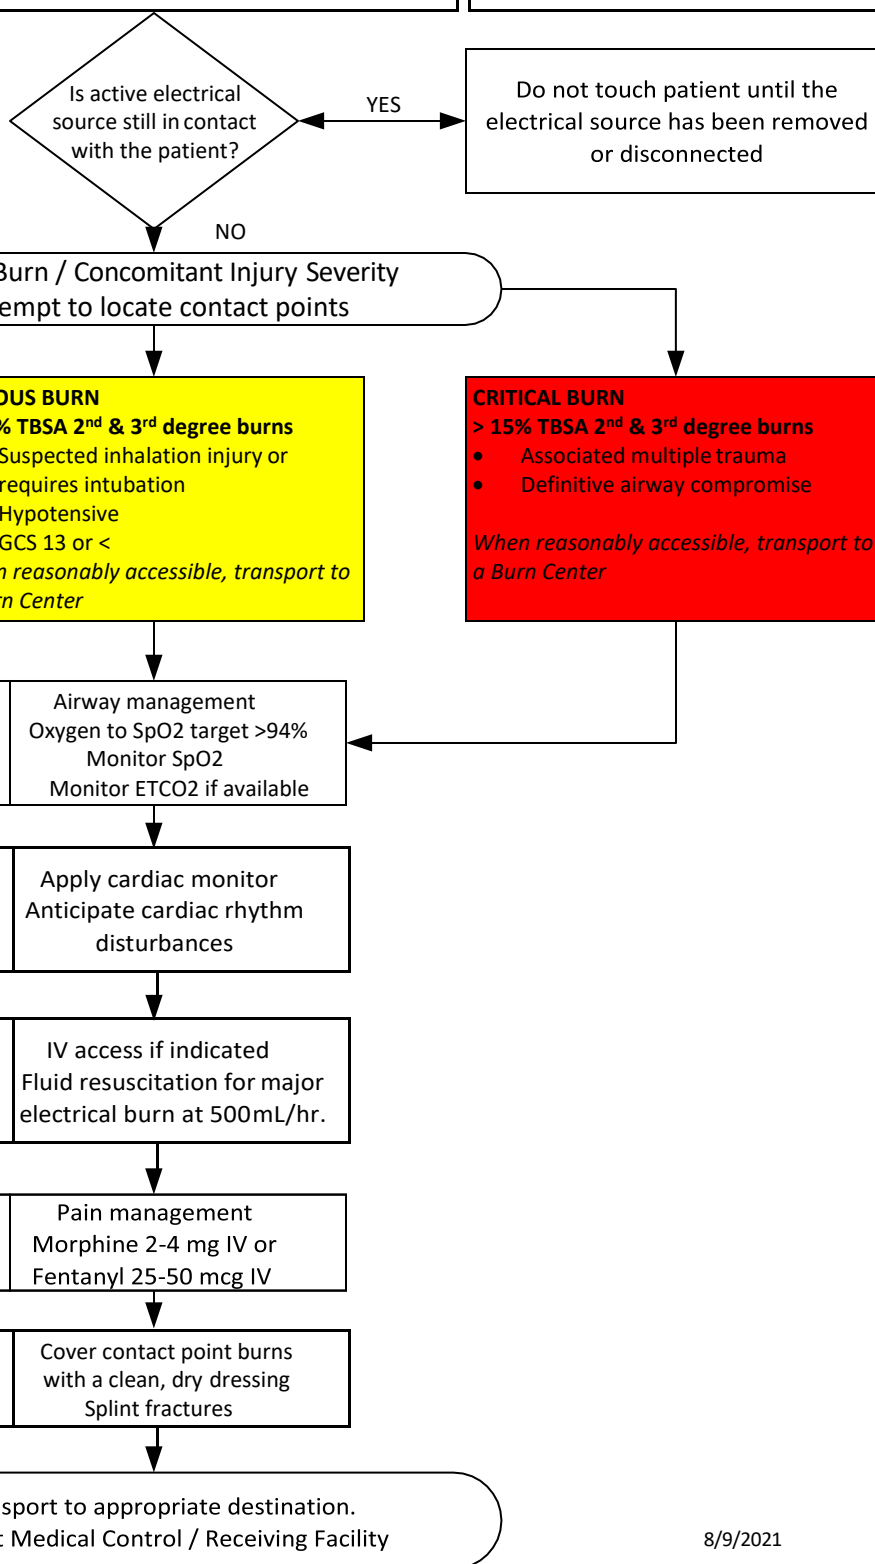 Is active electrical
source still in contact
with the patient?
YES
Do not touch patient until the
electrical source has been removed
or disconnected
NO
Burn / Concomitant Injury Severity
empt to locate contact points
OUS BURN
% TBSA 2nd & 3rd degree burns
Suspected inhalation injury or
requires intubation
Hypotensive
GCS 13 or <
n reasonably accessible, transport to
rn Center
CRITICAL BURN
> 15% TBSA 2nd & 3rd degree burns
• Associated multiple trauma
• Definitive airway compromise
When reasonably accessible, transport to
a Burn Center
Airway management
Oxygen to SpO2 target >94%
Monitor SpO2
Monitor ETCO2 if available
Apply cardiac monitor
Anticipate cardiac rhythm
disturbances
IV access if indicated
Fluid resuscitation for major
electrical burn at 500mL/hr.
Pain management
Morphine 2-4 mg IV or
Fentanyl 25-50 mcg IV
Cover contact point burns
with a clean, dry dressing
Splint fractures
sport to appropriate destination.
t Medical Control / Receiving Facility
8/9/2021